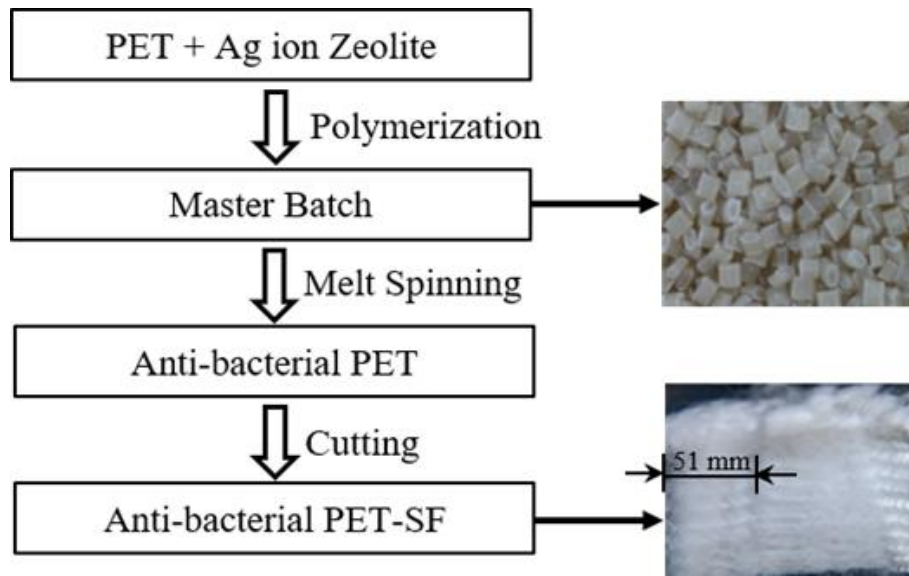 PET + Ag ion Zeolite
Polymerization
Master Batch
Melt Spinning
Anti-bacterial PET
Cutting
51 mm
Anti-bacterial PET-SF